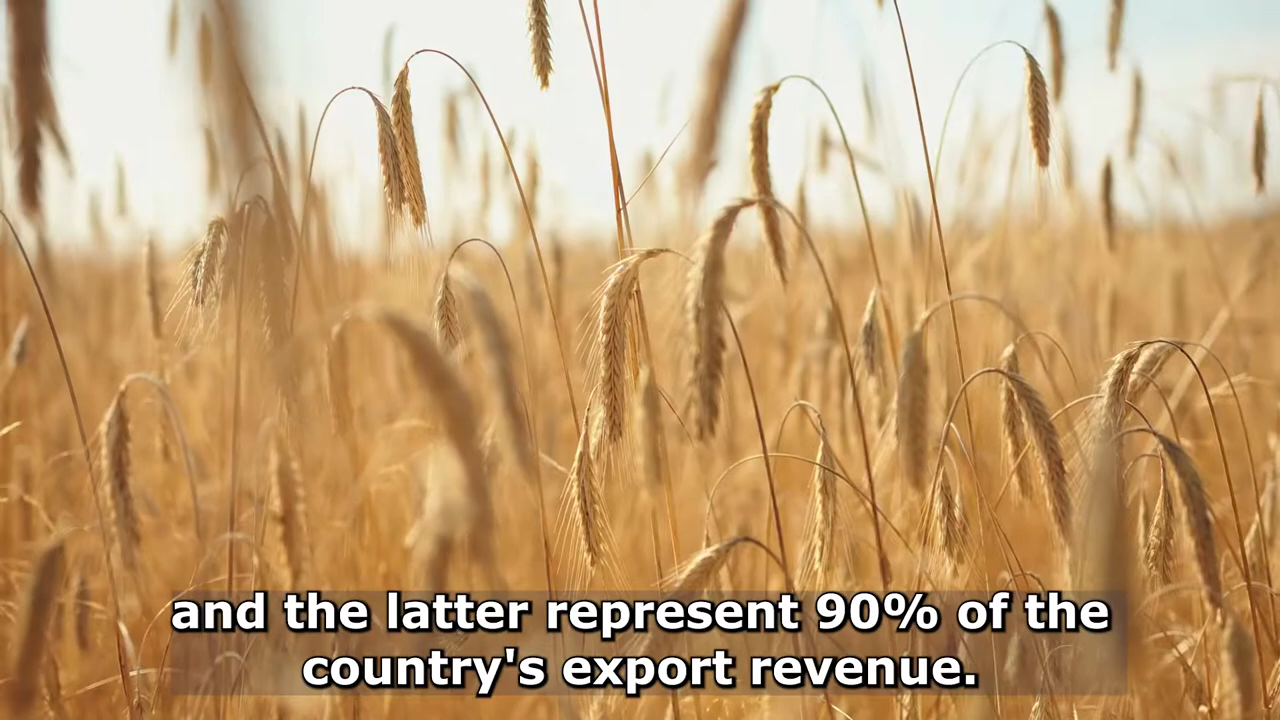 and the latter represent 90% of the
country's export revenue.